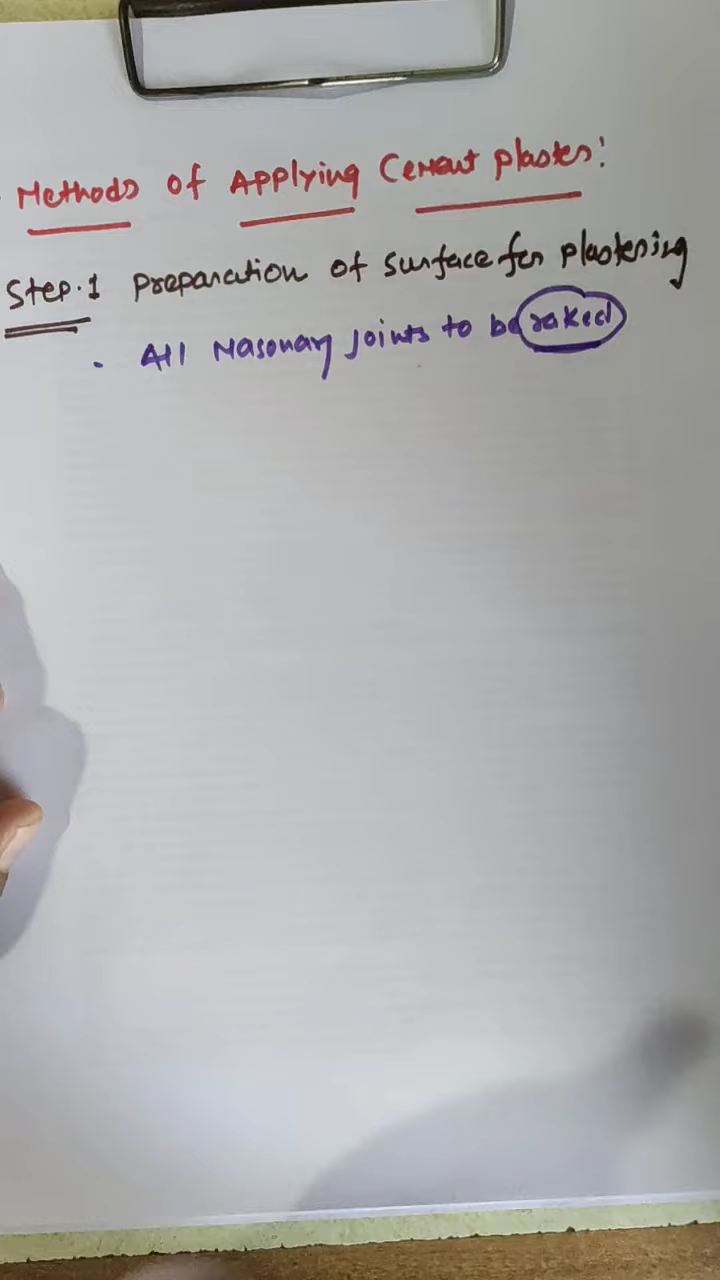 Methods of Applying Cement plaster:
Step.1 preparation of surface for plastering
. All Masonary joints to be raked